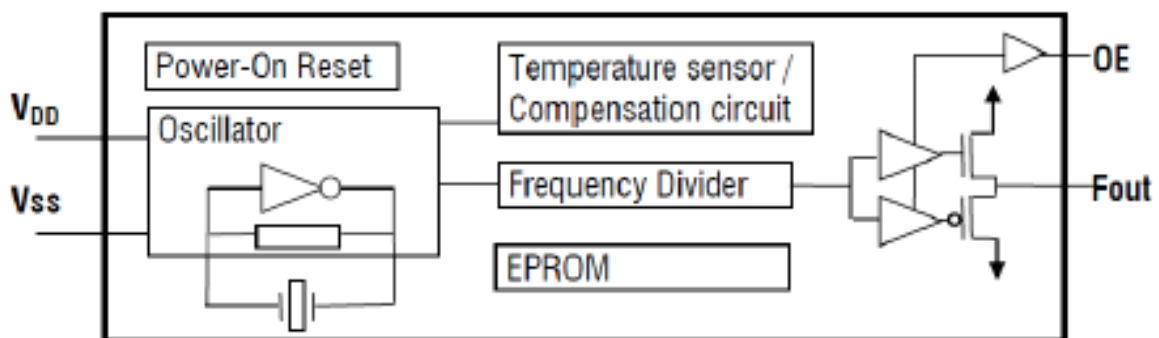 Power-On Reset
Temperature sensor /
Compensation circuit
OE
VDD
Oscillator
Frequency Divider
Fout
Vss
EPROM